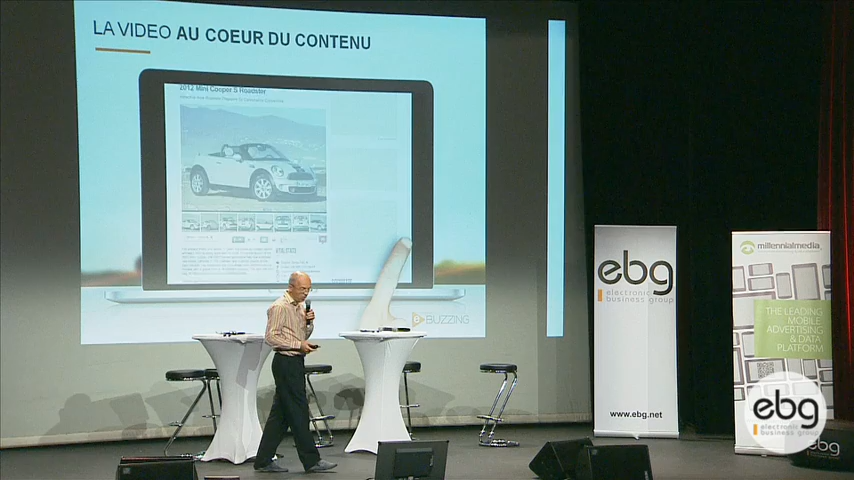 LA VIDEO AU COEUR DU CONTENU
2012 Mini Cooper S Roadster
BUZZING
ebg
electronic
business group
www.ebg.net
millennialmedia
THE LEADING
MOBILE
ADVERTISING
& DATA
PLATFORM
ebg
electronic
business group
ebg